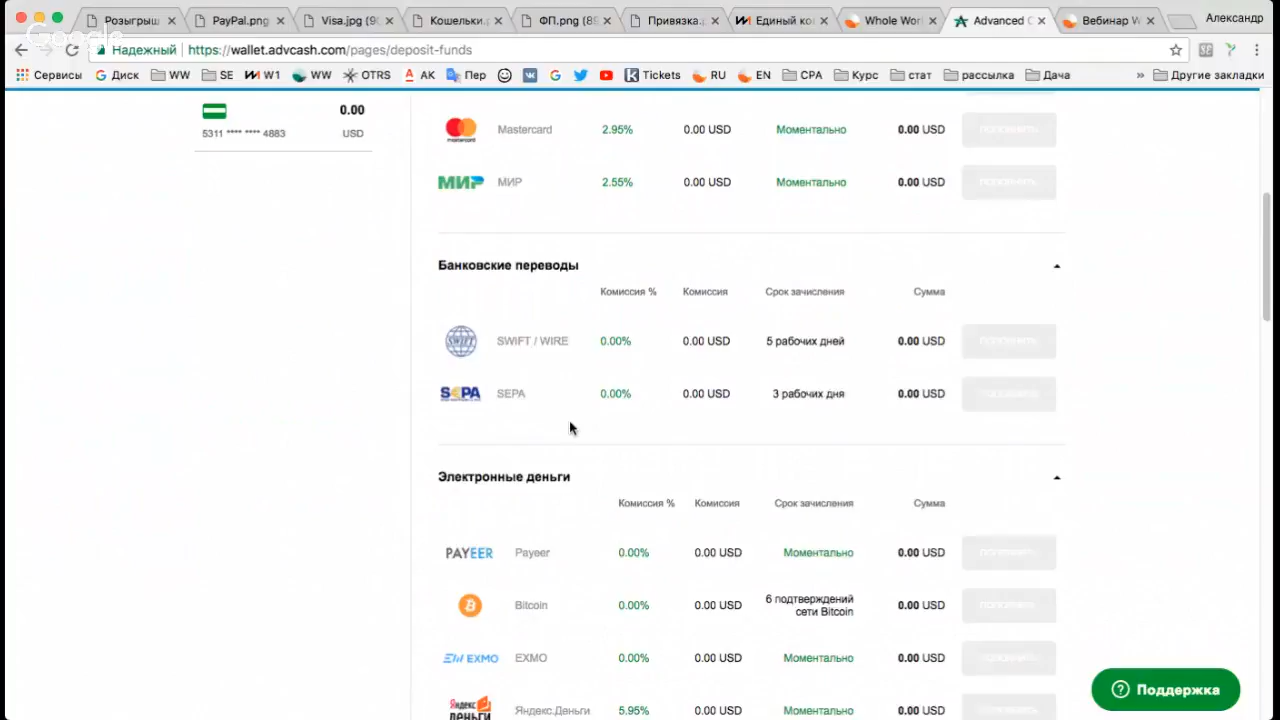 Розыгрыш
PayPal.png
Visa.jpg (9
Кошельки.р
ФП.png (85
Привязка.р
Единый ко
Whole Worl
Advanced C
Вебинар W
Александр
Google
Надежный
https://wallet.advcash.com/pages/deposit-funds
Сервисы
Диск
WW
SE
W1
WW
OTRS
АК
Пер
Tickets
RU
EN
CPA
Курс
стат
рассылка
Дача
»
Другие закладки
0.00
5311 **** **** 4883 USD
Mastercard 2.95% 0.00 USD Моментально 0.00 USD
МИР МИР 2.55% 0.00 USD Моментально 0.00 USD
Банковские переводы
Комиссия % Комиссия Срок зачисления Сумма
SWIFT SWIFT / WIRE 0.00% 0.00 USD 5 рабочих дней 0.00 USD
SEPA SEPA 0.00% 0.00 USD 3 рабочих дня 0.00 USD
Электронные деньги
Комиссия % Комиссия Срок зачисления Сумма
PAYEER Payeer 0.00% 0.00 USD Моментально 0.00 USD
Bitcoin 0.00% 0.00 USD 6 подтверждений
сети Bitcoin 0.00 USD
EXMO EXMO 0.00% 0.00 USD Моментально 0.00 USD
Яндекс
деньги Яндекс.Деньги 5.95% 0.00 USD Моментально 0.00 USD
Поддержка